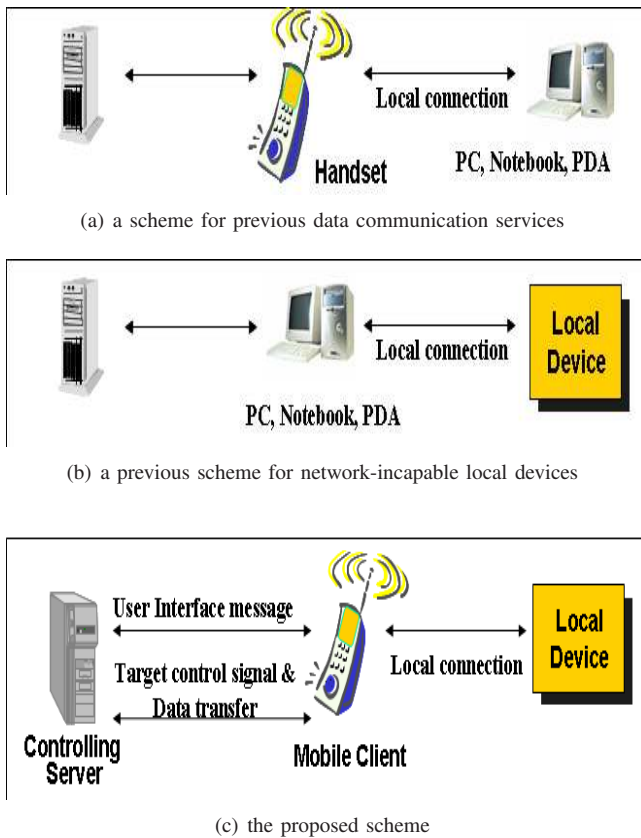 Local connection
Handset
PC, Notebook, PDA
(a) a scheme for previous data communication services
Local connection
Local
Device
PC, Notebook, PDA
(b) a previous scheme for network-incapable local devices
User Interface message
Target control signal &
Data transfer
Controlling
Server
Mobile Client
Local connection
Local
Device
(c) the proposed scheme